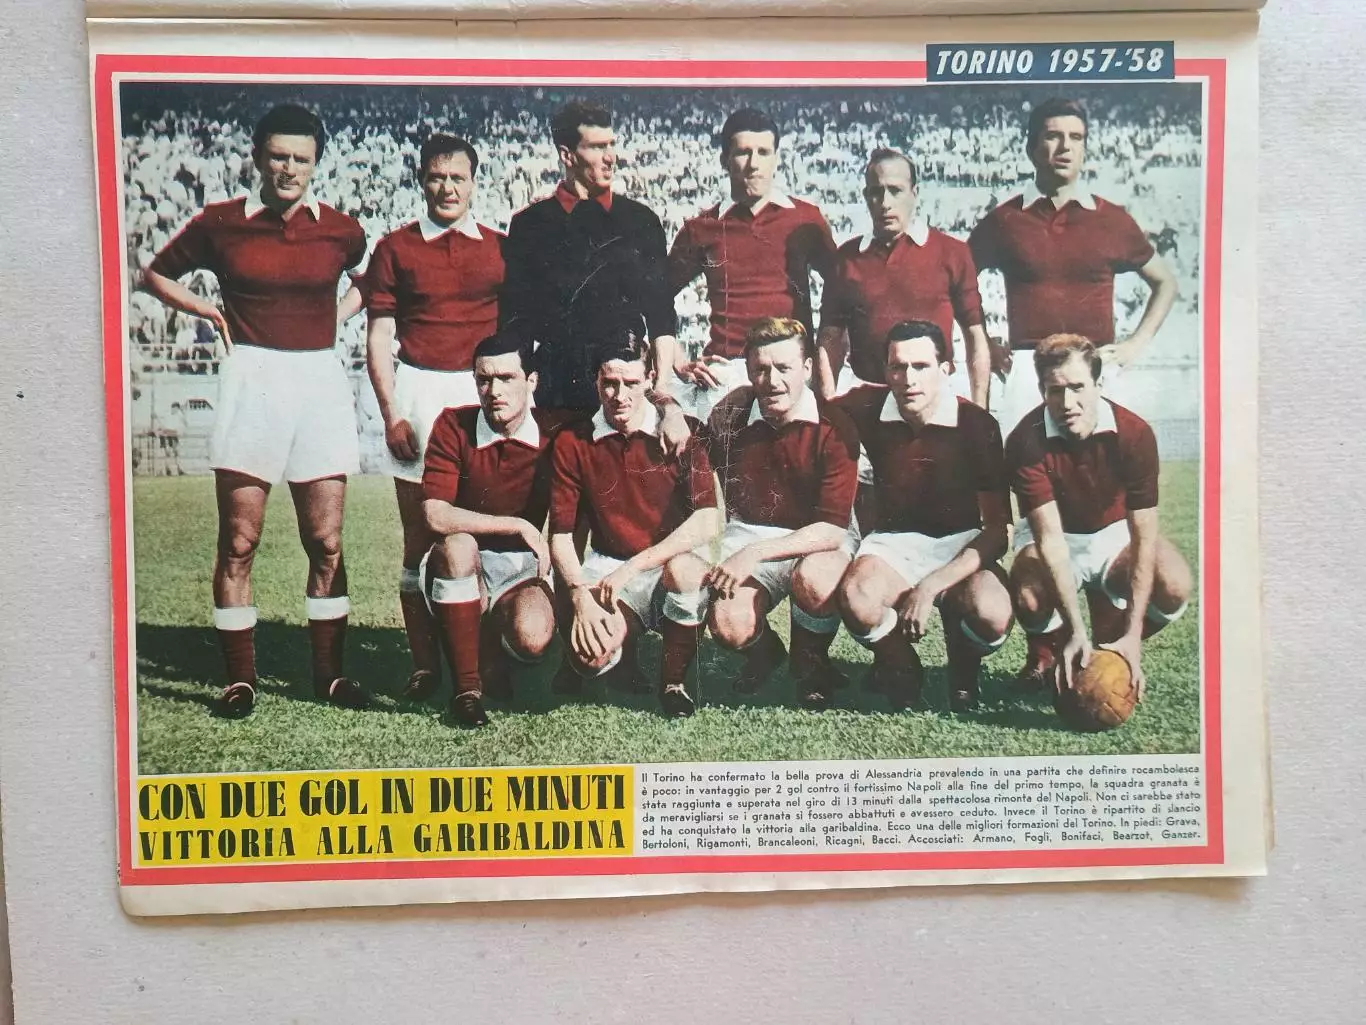 TORINO 1957-'58
CON DUE GOL IN DUE MINUTI
VITTORIA ALLA GARIBALDINA
Il Torino ha confermato la bella prova di Alessandria prevalendo in una partita che definire rocambolesca
è poco: in vantaggio per 2 gol contro il fortissimo Napoli alla fine del primo tempo, la squadra granata è
stata raggiunta e superata nel giro di 13 minuti dalla spettacolosa rimonta del Napoli. Non ci sarebbe stato
da meravigliarsi se i granata si fossero abbattuti e avessero ceduto. Invece il Torino è ripartito di slancio
ed ha conquistato la vittoria alla garibaldina. Ecco una delle migliori formazioni del Torino. In piedi: Grava,
Bertoloni, Rigamonti, Brancaleoni, Ricagni, Bacci. Accosciati: Armano, Fogli, Bonifaci, Bearzot, Ganzer.